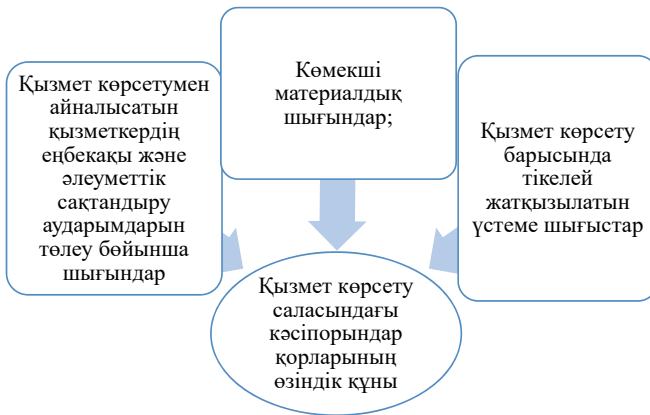 Қызмет көрсетумен
айналысатын
қызметкердің
еңбекақы және
әлеуметтік
сақтандыру
аударымдарын
төлеу бойынша
шығындар
Көмекші
материалдық
шығындар;
Қызмет көрсету
барысында
тікелей
жатқызылатын
үстеме шығыстар
Қызмет көрсету
саласындағы
кәсіпорындар
қорларының
өзіндік құны